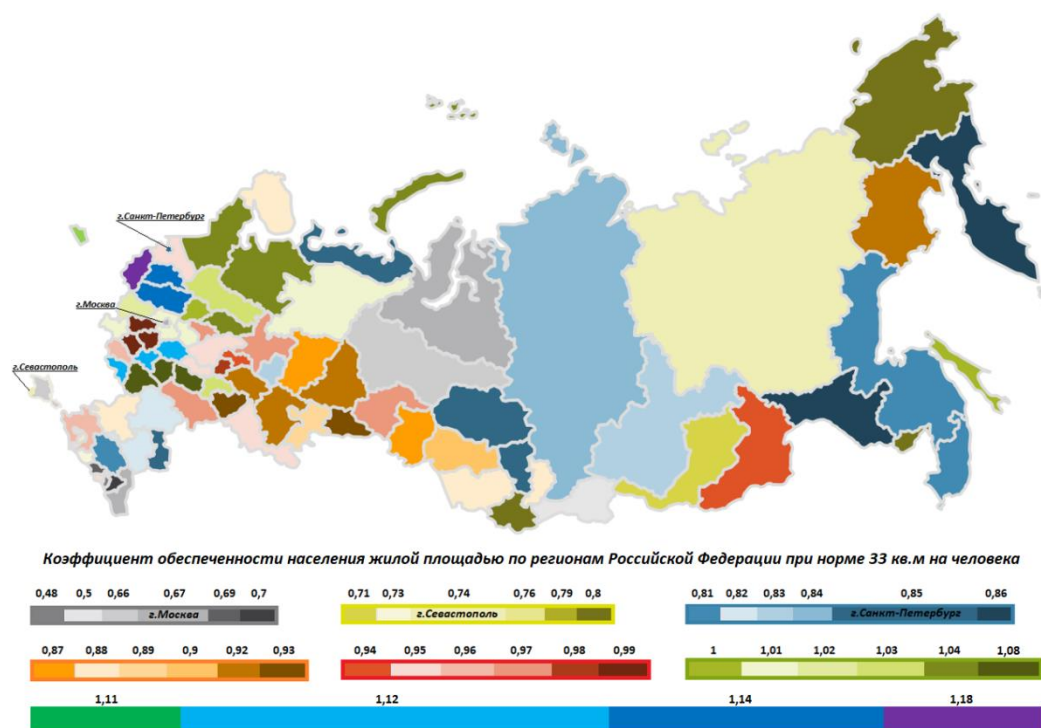 г.Санкт-Петербург
г.Москва
г.Севастополь
Коэффициент обеспеченности населения жилой площадью по регионам Российской Федерации при норме 33 кв.м на человека
0,48 0,5 0,66 0,67 0,69 0,7 0,71 0,73 0,74 0,76 0,79 0,8 0,81 0,82 0,83 0,84 0,85 0,86
г.Москва г.Севастополь г.Санкт-Петербург
0,87 0,88 0,89 0,9 0,92 0,93 0,94 0,95 0,96 0,97 0,98 0,99 1 1,01 1,02 1,03 1,04 1,08
1,11 1,12 1,14 1,18